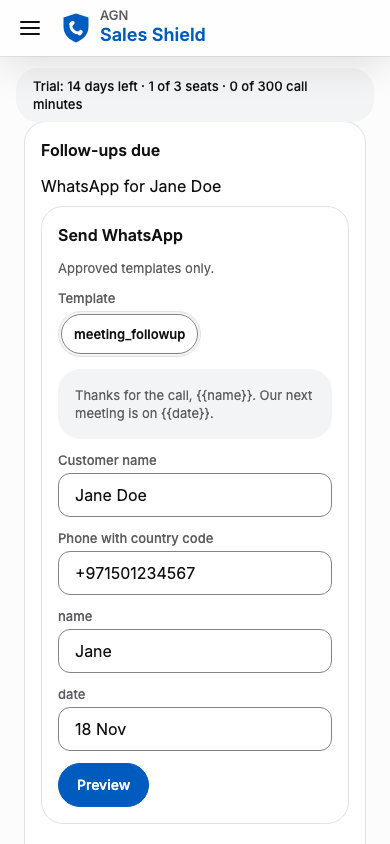 AGN
Sales Shield
Trial: 14 days left · 1 of 3 seats · 0 of 300 call
minutes
Follow-ups due
WhatsApp for Jane Doe
Send WhatsApp
Approved templates only.
Template
meeting_followup
Thanks for the call, {{name}}. Our next
meeting is on {{date}}.
Customer name
Jane Doe
Phone with country code
+971501234567
name
Jane
date
18 Nov
Preview